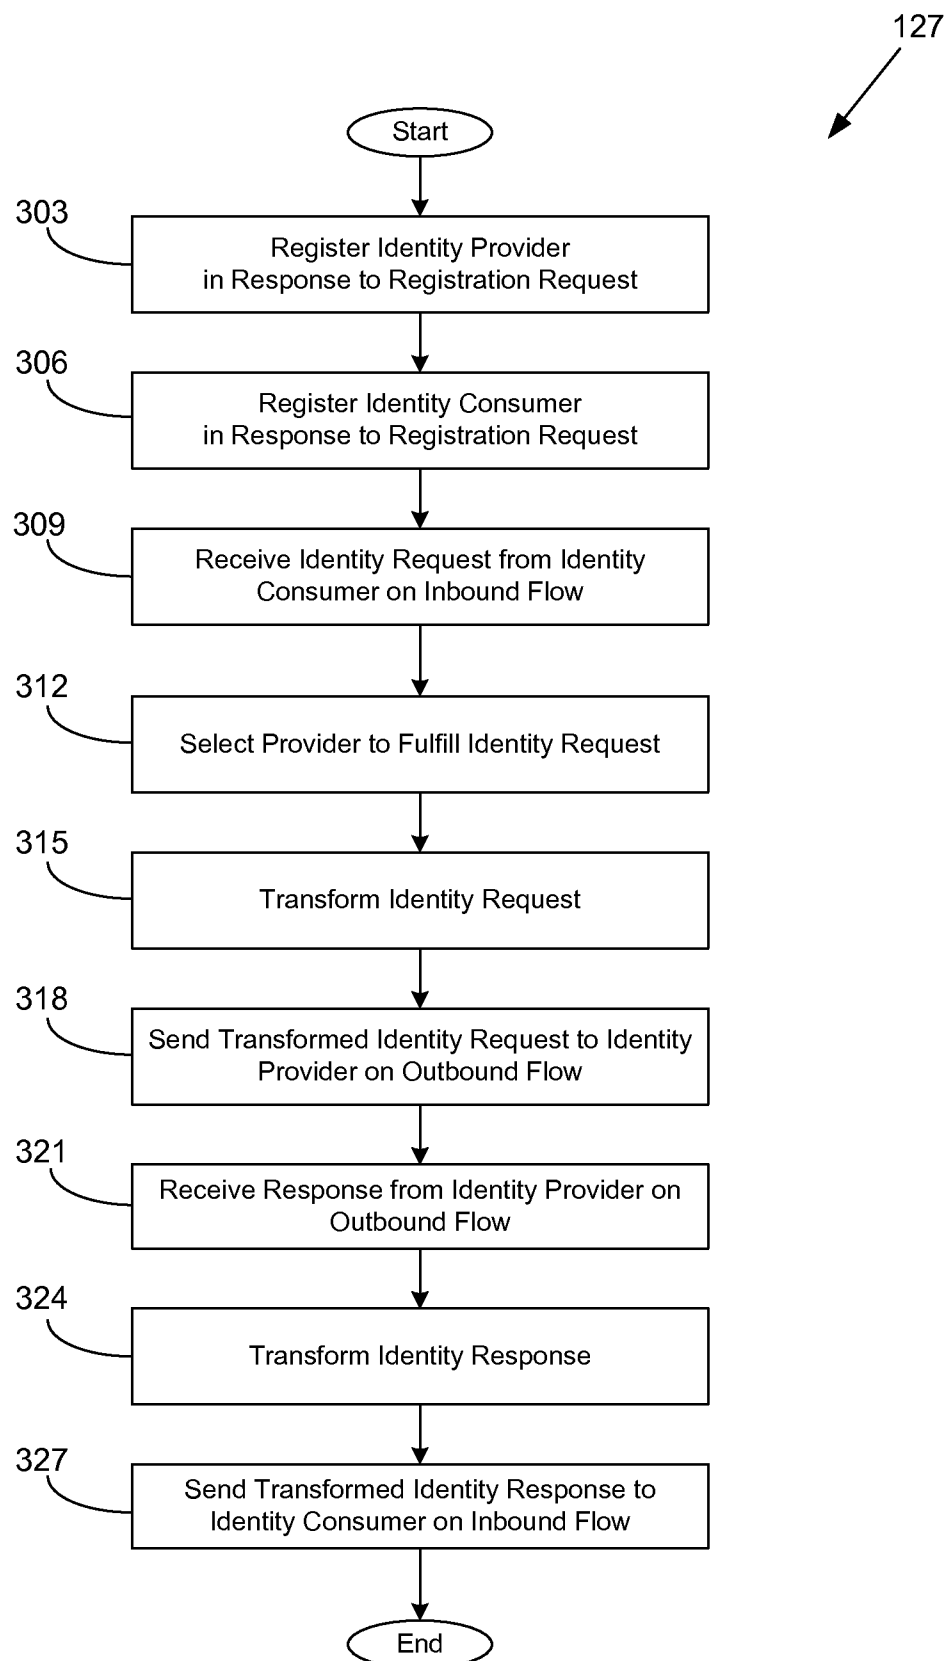 127
Start
303
Register Identity Provider
in Response to Registration Request
306
Register Identity Consumer
in Response to Registration Request
309
Receive Identity Request from Identity
Consumer on Inbound Flow
312
Select Provider to Fulfill Identity Request
315
Transform Identity Request
318
Send Transformed Identity Request to Identity
Provider on Outbound Flow
321
Receive Response from Identity Provider on
Outbound Flow
324
Transform Identity Response
327
Send Transformed Identity Response to
Identity Consumer on Inbound Flow
End